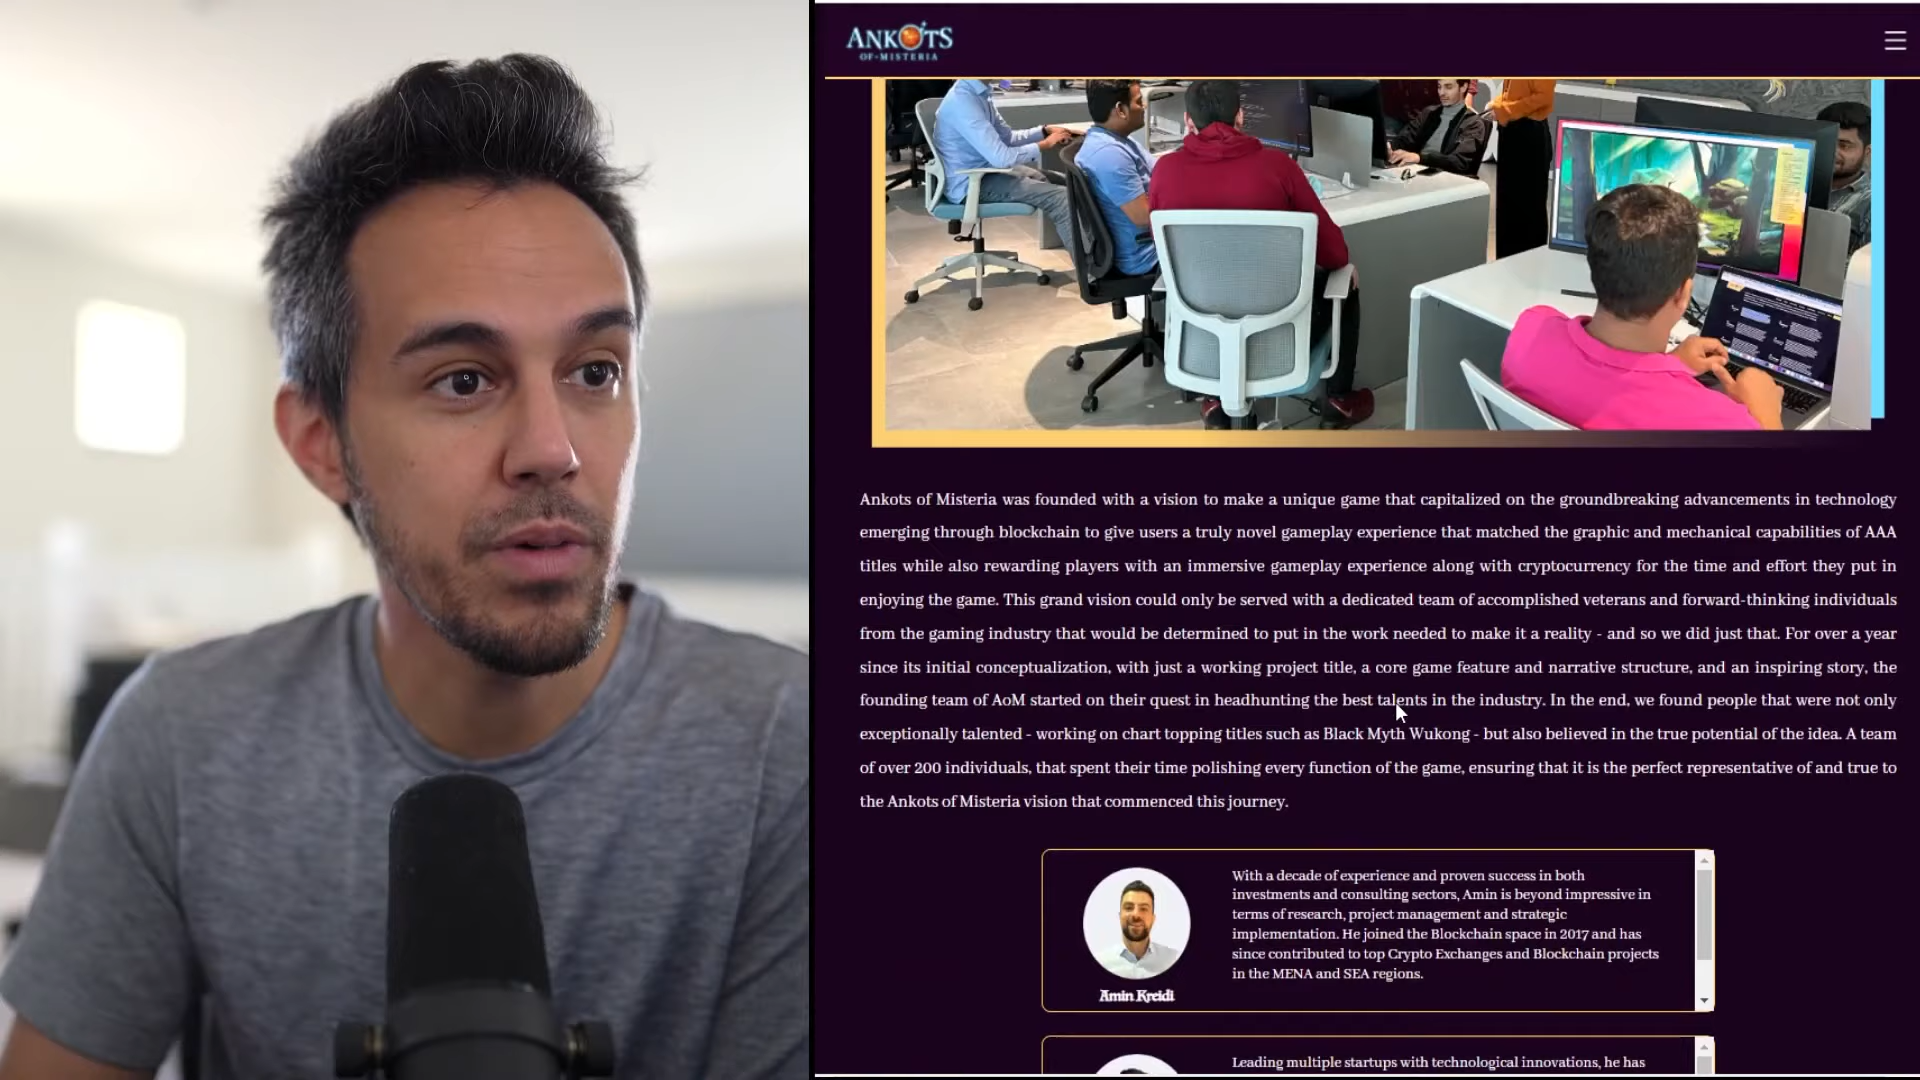 ANKOTS
OF-MISTERIA
Ankots of Misteria was founded with a vision to make a unique game that capitalized on the groundbreaking advancements in technology
emerging through blockchain to give users a truly novel gameplay experience that matched the graphic and mechanical capabilities of AAA
titles while also rewarding players with an immersive gameplay experience along with cryptocurrency for the time and effort they put in
enjoying the game. This grand vision could only be served with a dedicated team of accomplished veterans and forward-thinking individuals
from the gaming industry that would be determined to put in the work needed to make it a reality - and so we did just that. For over a year
since its initial conceptualization, with just a working project title, a core game feature and narrative structure, and an inspiring story, the
founding team of AoM started on their quest in headhunting the best talents in the industry. In the end, we found people that were not only
exceptionally talented - working on chart topping titles such as Black Myth Wukong - but also believed in the true potential of the idea. A team
of over 200 individuals, that spent their time polishing every function of the game, ensuring that it is the perfect representative of and true to
the Ankots of Misteria vision that commenced this journey.
With a decade of experience and proven success in both
investments and consulting sectors, Amin is beyond impressive in
terms of research, project management and strategic
implementation. He joined the Blockchain space in 2017 and has
since contributed to top Crypto Exchanges and Blockchain projects
in the MENA and SEA regions.
Amin Kreidi
Leading multiple startups with technological innovations, he has